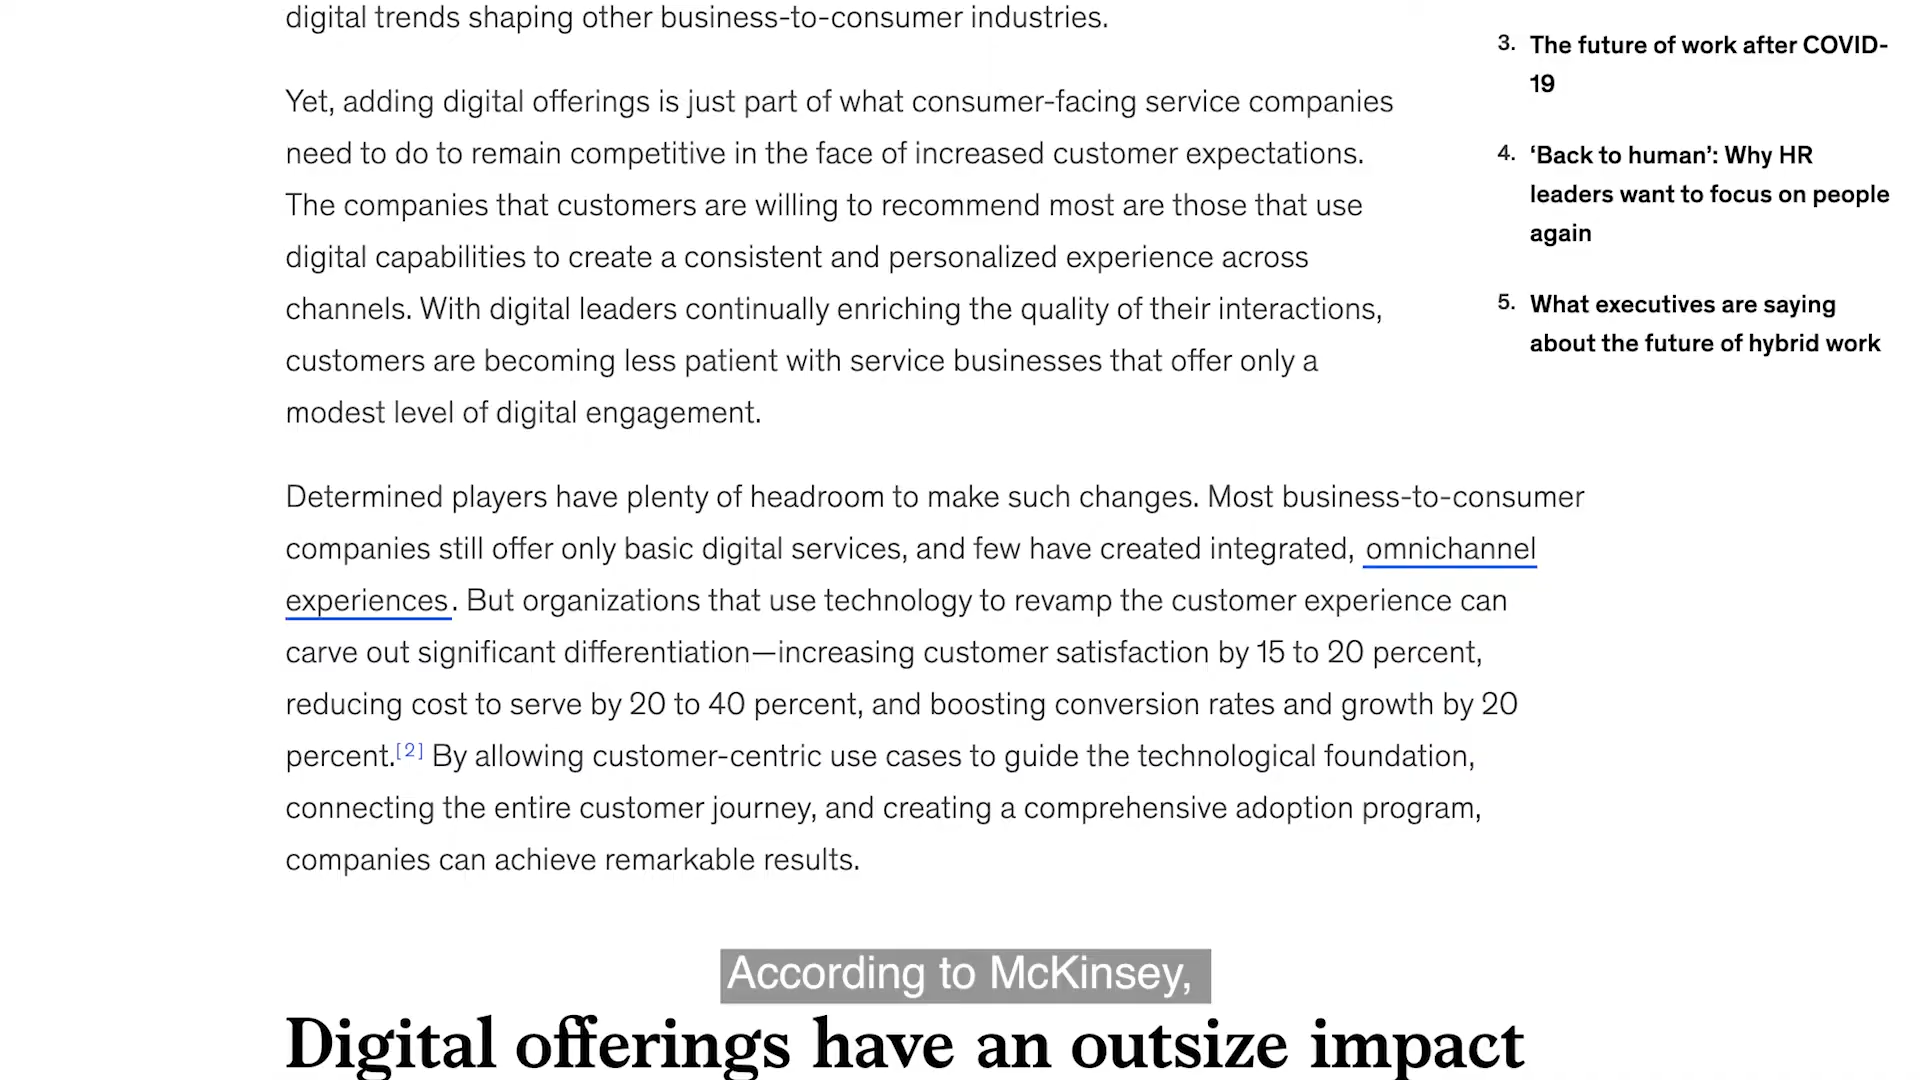 digital trends shaping other business-to-consumer industries.
Yet, adding digital offerings is just part of what consumer-facing service companies
need to do to remain competitive in the face of increased customer expectations.
The companies that customers are willing to recommend most are those that use
digital capabilities to create a consistent and personalized experience across
channels. With digital leaders continually enriching the quality of their interactions,
customers are becoming less patient with service businesses that offer only a
modest level of digital engagement.
Determined players have plenty of headroom to make such changes. Most business-to-consumer
companies still offer only basic digital services, and few have created integrated, omnichannel
experiences. But organizations that use technology to revamp the customer experience can
carve out significant differentiation—increasing customer satisfaction by 15 to 20 percent,
reducing cost to serve by 20 to 40 percent, and boosting conversion rates and growth by 20
percent.[2] By allowing customer-centric use cases to guide the technological foundation,
connecting the entire customer journey, and creating a comprehensive adoption program,
companies can achieve remarkable results.
3. The future of work after COVID-
19
4. ‘Back to human’: Why HR
leaders want to focus on people
again
5. What executives are saying
about the future of hybrid work
According to McKinsey,
Digital offerings have an outsize impact